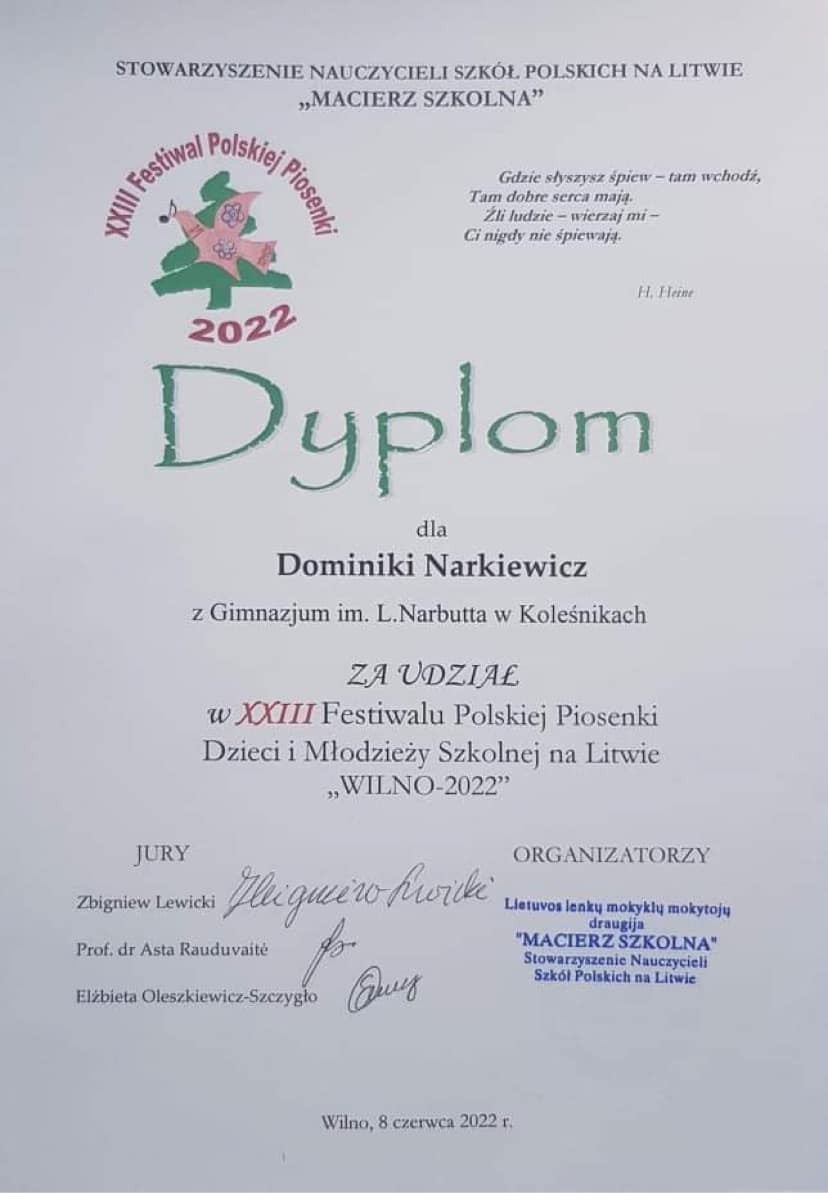 STOWARZYSZENIE NAUCZYCIELI SZKÓŁ POLSKICH NA LITWIE
„MACIERZ SZKOLNA”
XXIII Festiwal Polskiej Piosenki
2022
Gdzie słyszysz śpiew – tam wchodź,
Tam dobre serca mają.
Źli ludzie – wierzaj mi –
Ci nigdy nie śpiewają.
H. Heine
Dyplom
dla
Dominiki Narkiewicz
z Gimnazjum im. L.Narbutta w Koleśnikach
ZA UDZIAŁ
w XXIII Festiwalu Polskiej Piosenki
Dzieci i Młodzieży Szkolnej na Litwie
„WILNO-2022”
JURY
Zbigniew Lewicki
Prof. dr Asta Rauduvaitė
Elżbieta Oleszkiewicz-Szczygło
ORGANIZATORZY
Lietuvos lenkų mokyklų mokytojų
draugija
"MACIERZ SZKOLNA"
Stowarzyszenie Nauczycieli
Szkół Polskich na Litwie
Wilno, 8 czerwca 2022 r.